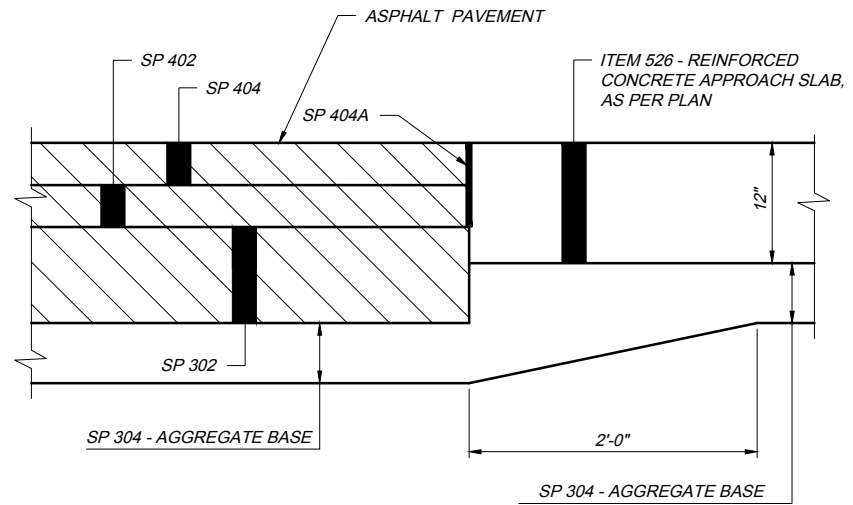 ASPHALT PAVEMENT
SP 402
SP 404
SP 404A
ITEM 526 - REINFORCED
CONCRETE APPROACH SLAB,
AS PER PLAN
12"
SP 302
SP 304 - AGGREGATE BASE
2'-0"
SP 304 - AGGREGATE BASE